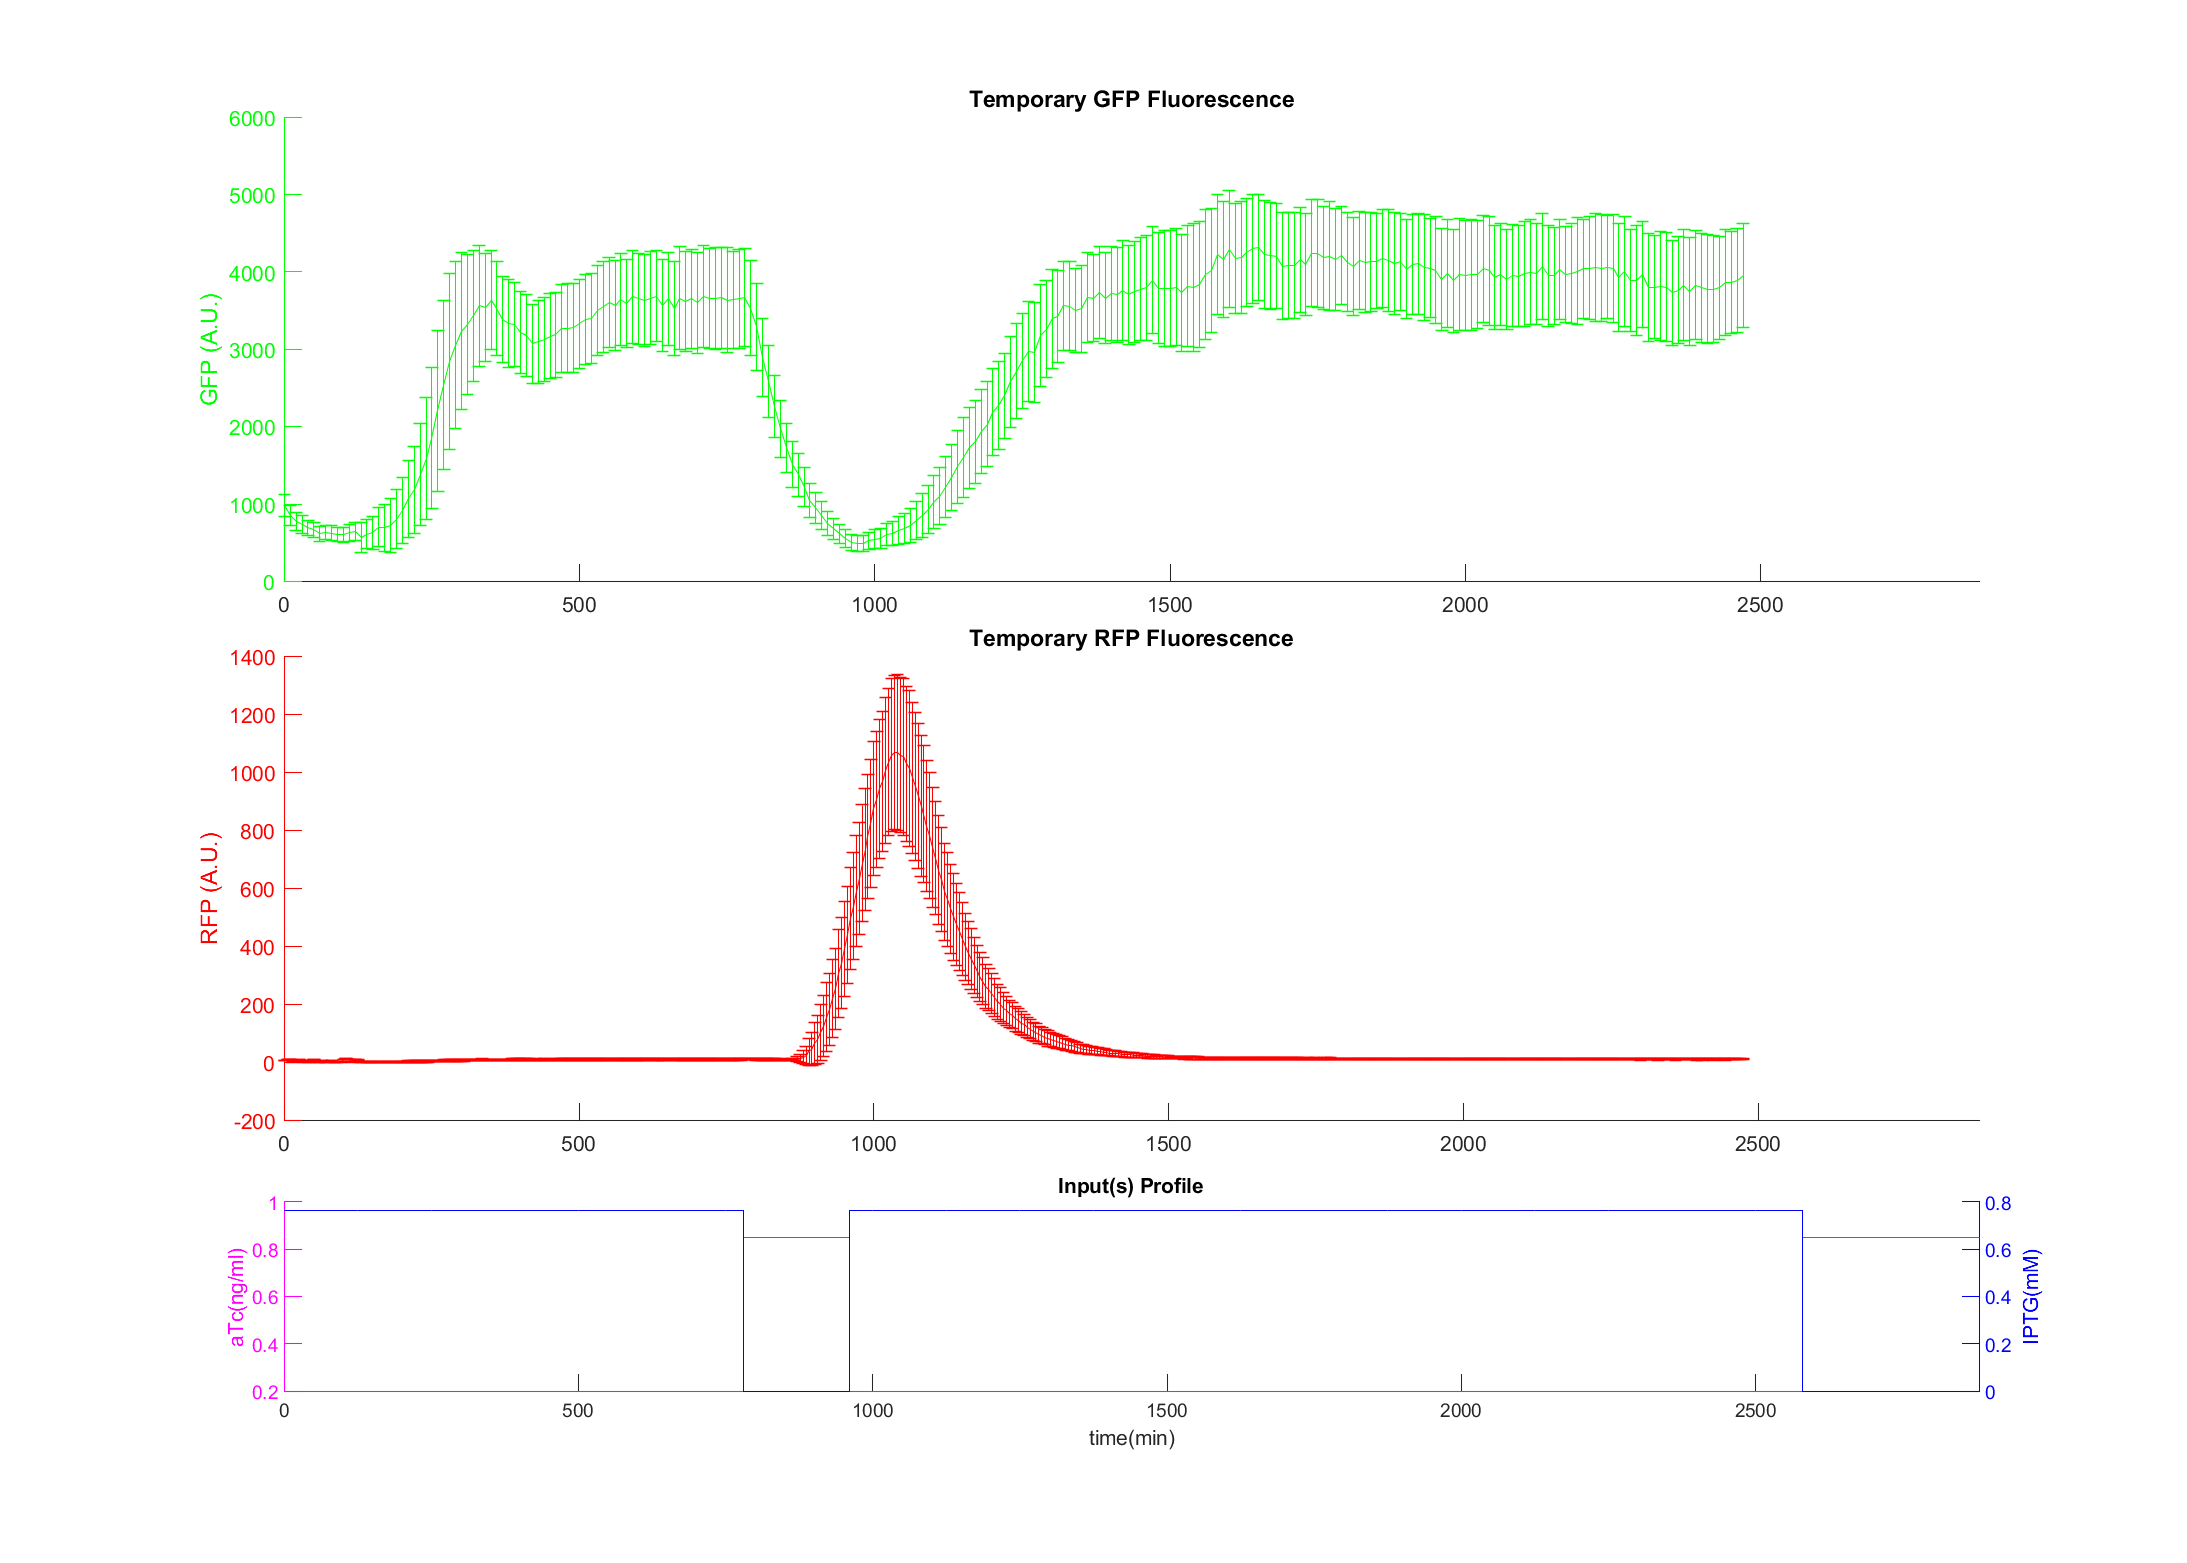 Temporary GFP Fluorescence
6000
5000
4000
3000
2000
1000
0
GFP (A.U.)
0 500 1000 1500 2000 2500
Temporary RFP Fluorescence
1400
1200
1000
800
600
400
200
0
-200
RFP (A.U.)
0 500 1000 1500 2000 2500
Input(s) Profile
1
0.8
0.6
0.4
0.2
aTc(ng/ml)
0.8
0.6
0.4
0.2
0
IPTG(mM)
0 500 1000 1500 2000 2500
time(min)